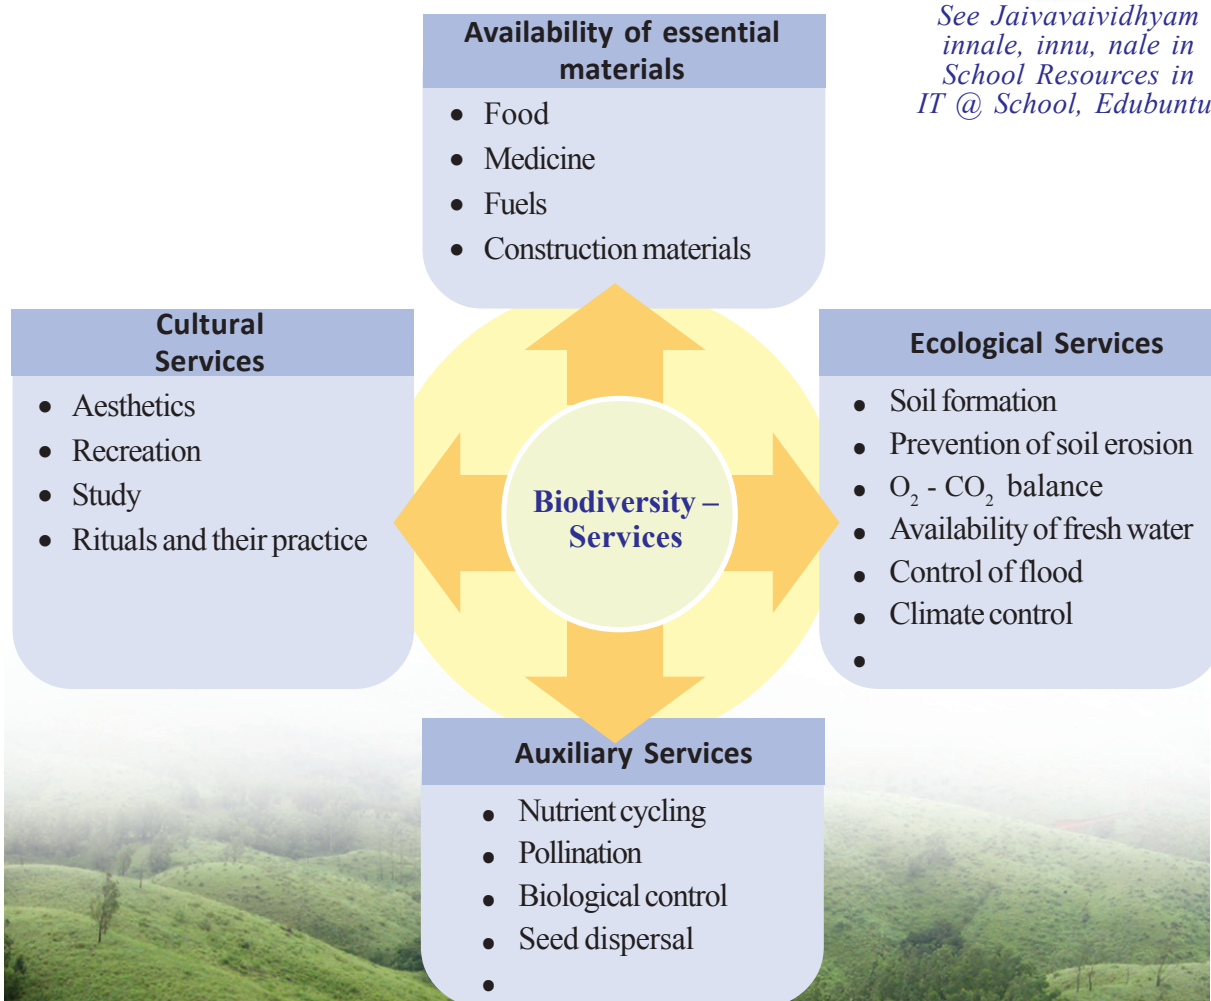 See Jaivavaividhyam
innale, innu, nale in
School Resources in
IT @ School, Edubuntu
Availability of essential
materials
• Food
• Medicine
• Fuels
• Construction materials
Cultural
Services
• Aesthetics
• Recreation
• Study
• Rituals and their practice
Biodiversity –
Services
Ecological Services
• Soil formation
• Prevention of soil erosion
• O₂ - CO₂ balance
• Availability of fresh water
• Control of flood
• Climate control
•
Auxiliary Services
• Nutrient cycling
• Pollination
• Biological control
• Seed dispersal
•